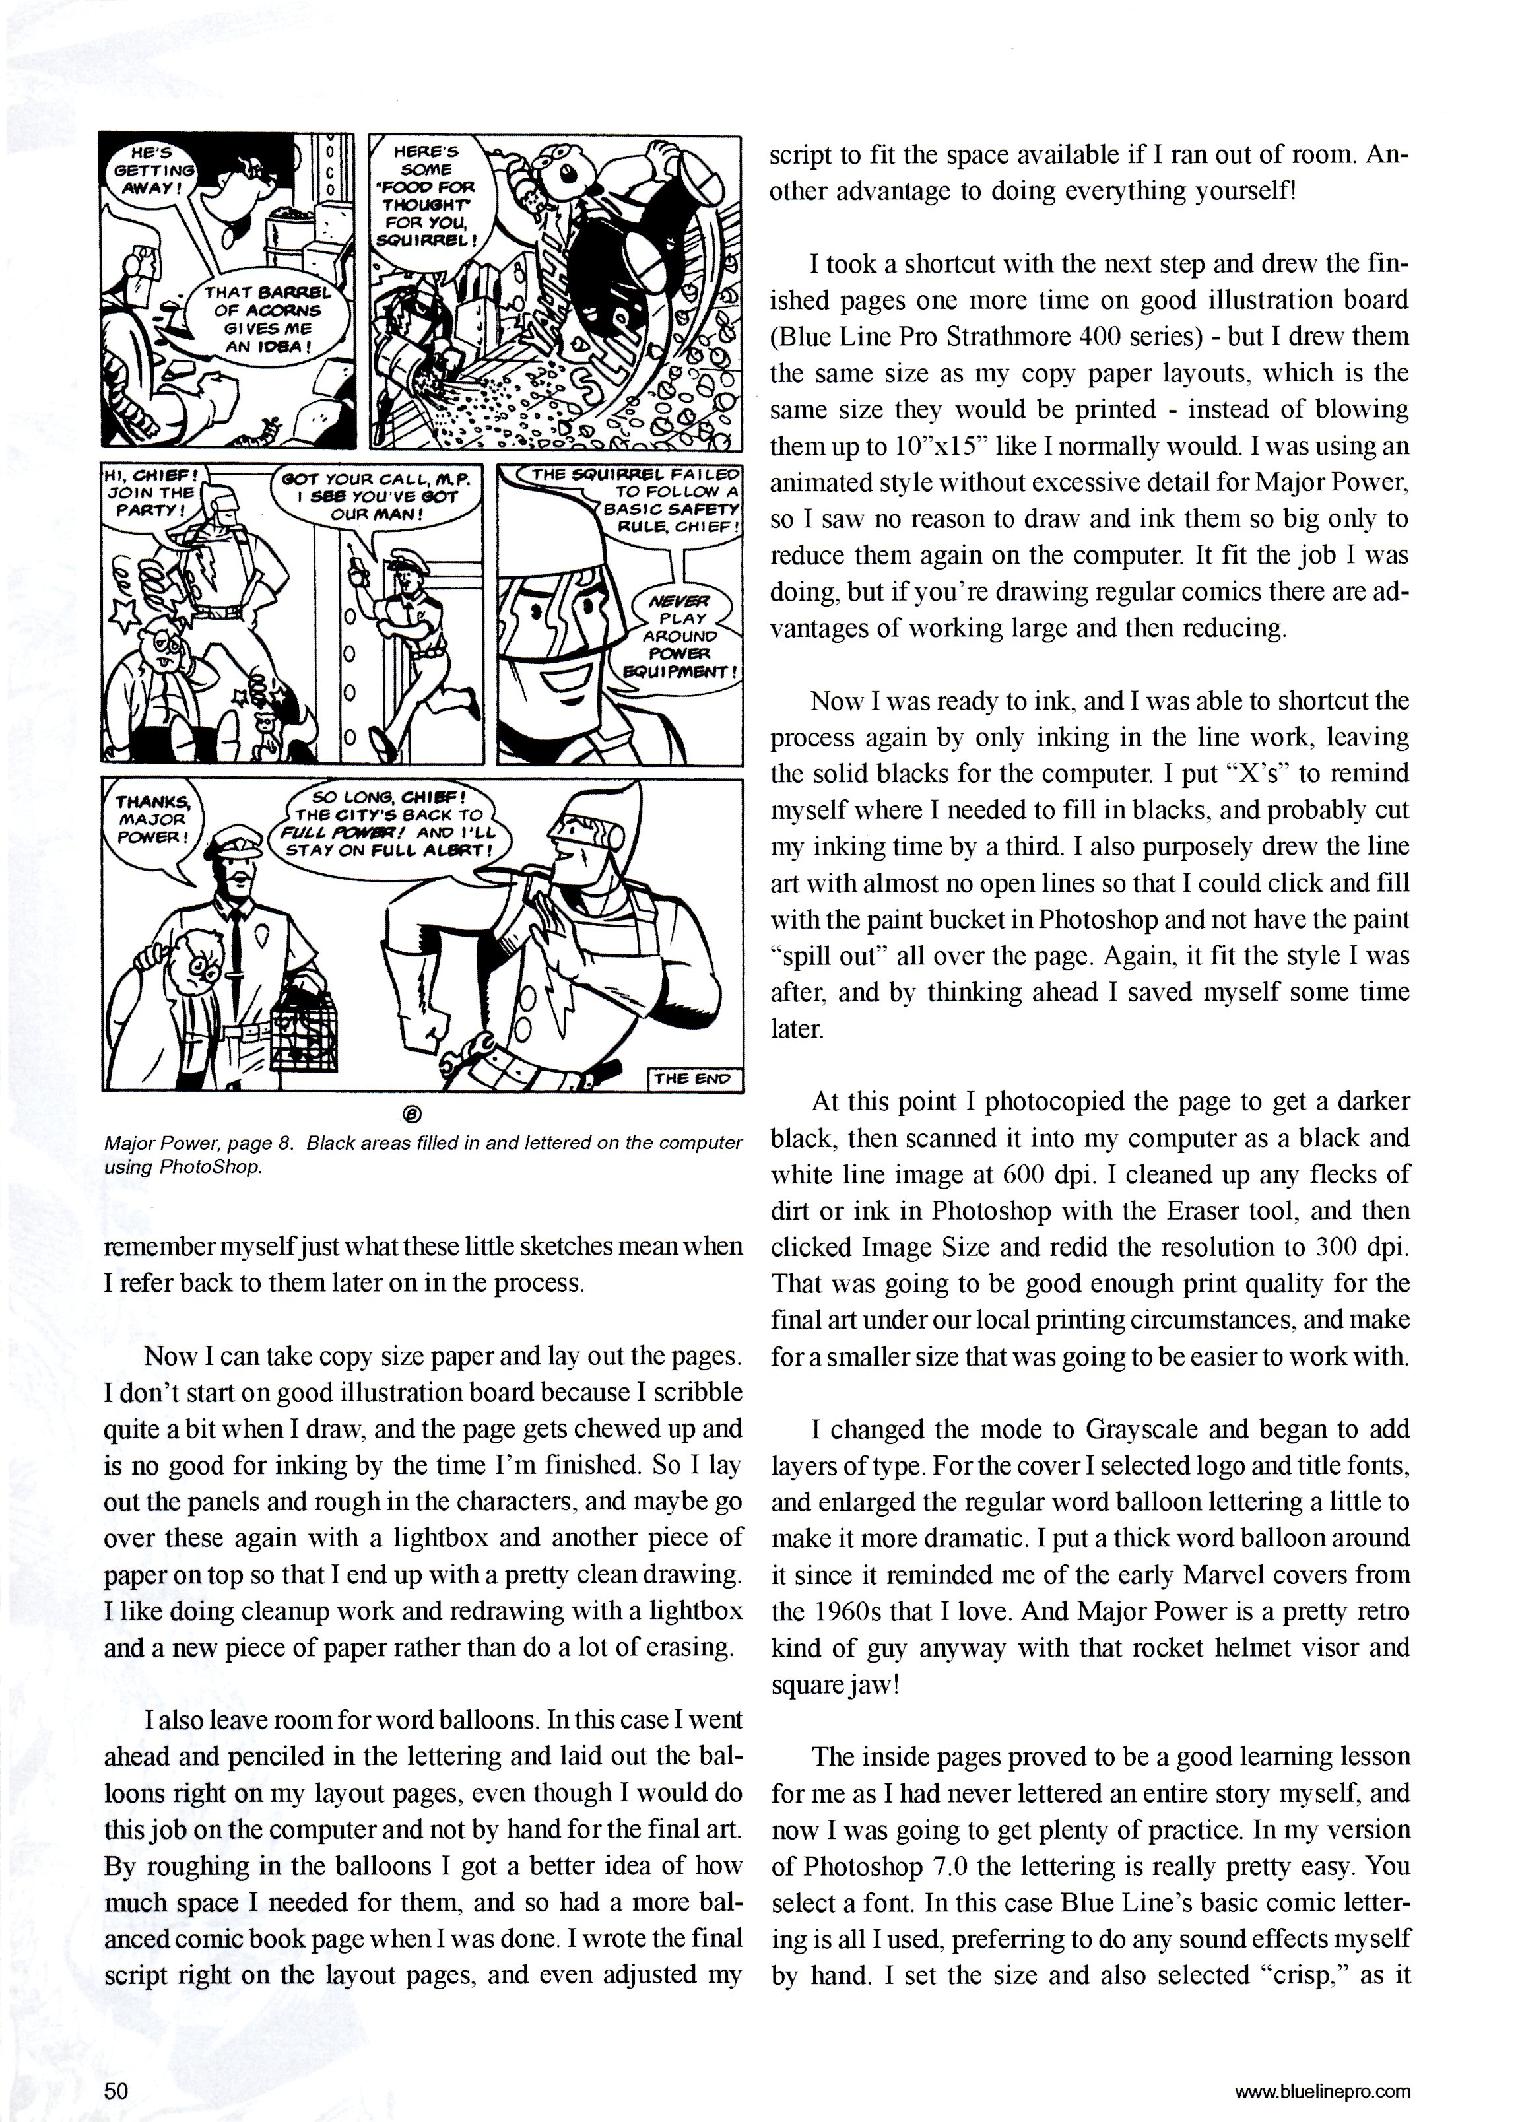 HE'S
GETTING
AWAY!
THAT BARREL
OF ACORNS
GIVES ME
AN IDEA!
HERE'S
SOME
"FOOD FOR
THOUGHT"
FOR YOU,
SQUIRREL!
YAHH!
SLIP!
HI, CHIEF!
JOIN THE
PARTY!
GOT YOUR CALL, M.P.
I SEE YOU'VE GOT
OUR MAN!
THE SQUIRREL FAILED
TO FOLLOW A
BASIC SAFETY
RULE, CHIEF!
NEVER
PLAY
AROUND
POWER
EQUIPMENT!
THANKS,
MAJOR
POWER!
SO LONG, CHIEF!
THE CITY'S BACK TO
FULL POWER! AND I'LL
STAY ON FULL ALERT!
THE END
8
Major Power, page 8. Black areas filled in and lettered on the computer
using PhotoShop.
remember myself just what these little sketches mean when
I refer back to them later on in the process.
Now I can take copy size paper and lay out the pages.
I don't start on good illustration board because I scribble
quite a bit when I draw, and the page gets chewed up and
is no good for inking by the time I'm finished. So I lay
out the panels and rough in the characters, and maybe go
over these again with a lightbox and another piece of
paper on top so that I end up with a pretty clean drawing.
I like doing cleanup work and redrawing with a lightbox
and a new piece of paper rather than do a lot of erasing.
I also leave room for word balloons. In this case I went
ahead and penciled in the lettering and laid out the bal-
loons right on my layout pages, even though I would do
this job on the computer and not by hand for the final art.
By roughing in the balloons I got a better idea of how
much space I needed for them, and so had a more bal-
anced comic book page when I was done. I wrote the final
script right on the layout pages, and even adjusted my
script to fit the space available if I ran out of room. An-
other advantage to doing everything yourself!
I took a shortcut with the next step and drew the fin-
ished pages one more time on good illustration board
(Blue Line Pro Strathmore 400 series) - but I drew them
the same size as my copy paper layouts, which is the
same size they would be printed - instead of blowing
them up to 10”x15” like I normally would. I was using an
animated style without excessive detail for Major Power,
so I saw no reason to draw and ink them so big only to
reduce them again on the computer. It fit the job I was
doing, but if you're drawing regular comics there are ad-
vantages of working large and then reducing.
Now I was ready to ink, and I was able to shortcut the
process again by only inking in the line work, leaving
the solid blacks for the computer. I put “X's” to remind
myself where I needed to fill in blacks, and probably cut
my inking time by a third. I also purposely drew the line
art with almost no open lines so that I could click and fill
with the paint bucket in Photoshop and not have the paint
“spill out” all over the page. Again, it fit the style I was
after, and by thinking ahead I saved myself some time
later.
At this point I photocopied the page to get a darker
black, then scanned it into my computer as a black and
white line image at 600 dpi. I cleaned up any flecks of
dirt or ink in Photoshop with the Eraser tool, and then
clicked Image Size and redid the resolution to 300 dpi.
That was going to be good enough print quality for the
final art under our local printing circumstances, and make
for a smaller size that was going to be easier to work with.
I changed the mode to Grayscale and began to add
layers of type. For the cover I selected logo and title fonts,
and enlarged the regular word balloon lettering a little to
make it more dramatic. I put a thick word balloon around
it since it reminded me of the early Marvel covers from
the 1960s that I love. And Major Power is a pretty retro
kind of guy anyway with that rocket helmet visor and
square jaw!
The inside pages proved to be a good learning lesson
for me as I had never lettered an entire story myself, and
now I was going to get plenty of practice. In my version
of Photoshop 7.0 the lettering is really pretty easy. You
select a font. In this case Blue Line's basic comic letter-
ing is all I used, preferring to do any sound effects myself
by hand. I set the size and also selected “crisp,” as it
50
www.bluelinepro.com